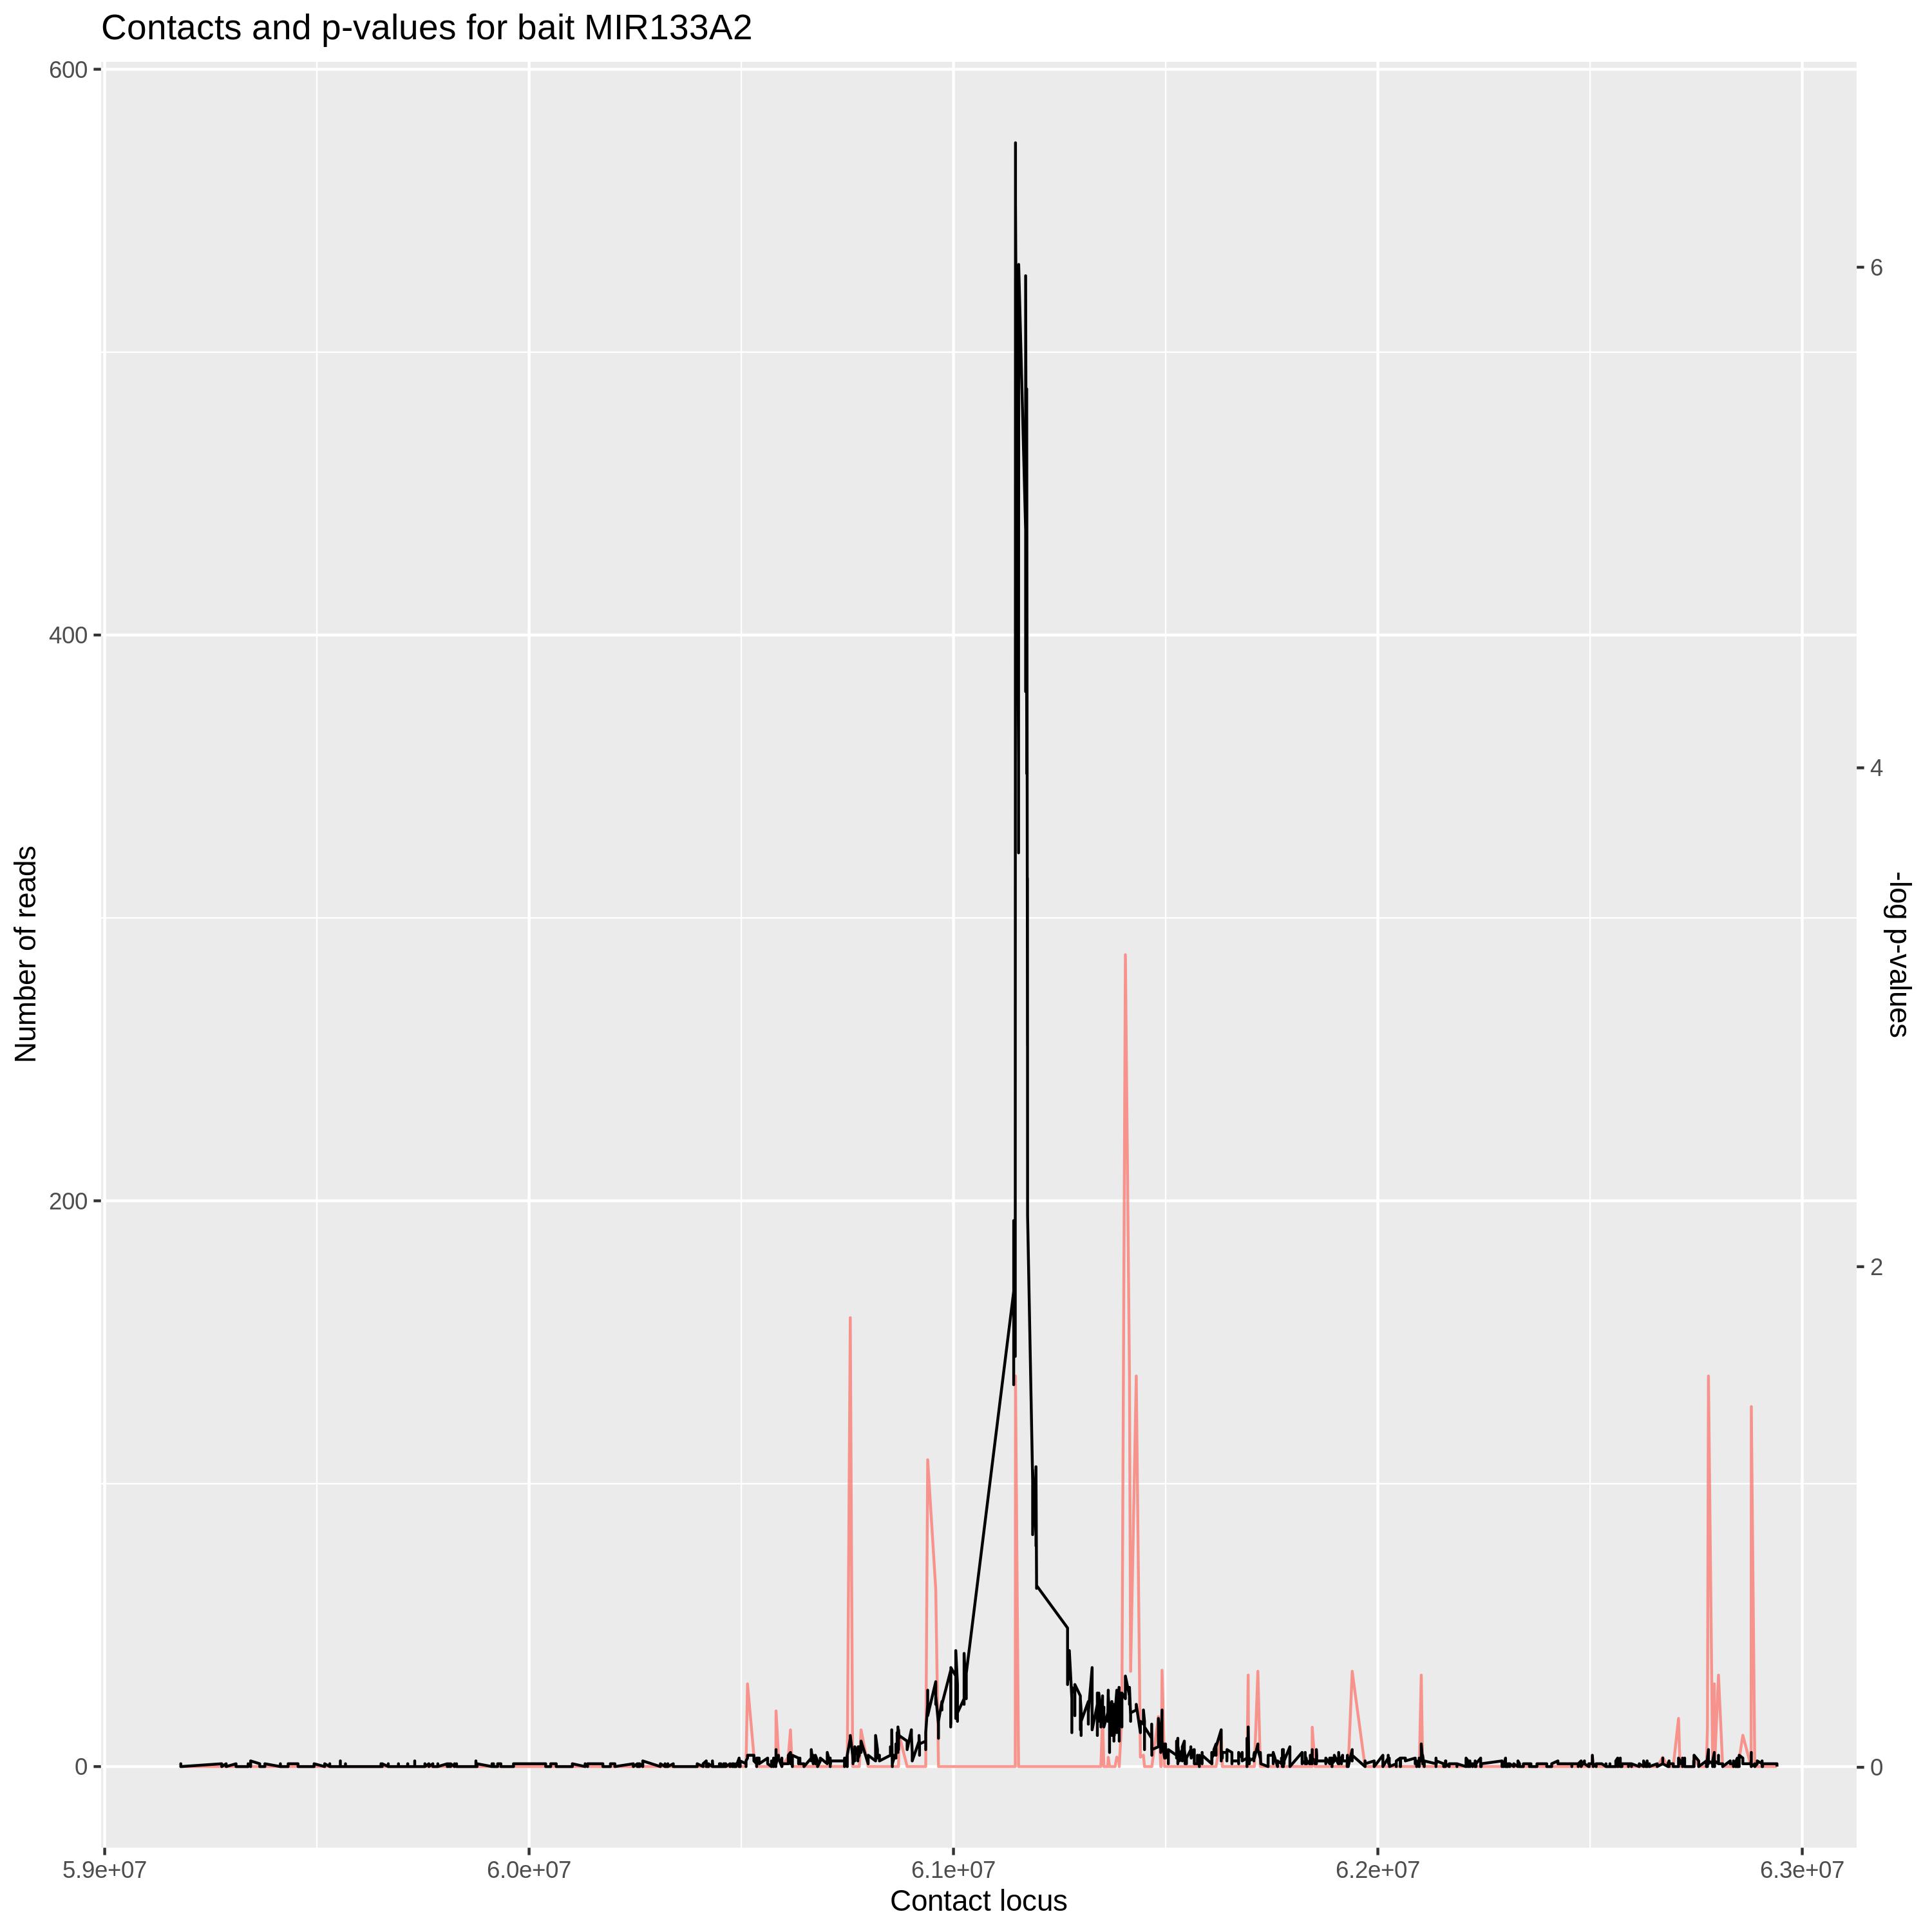 Contacts and p-values for bait MIR133A2
600
400
200
0
Number of reads
6
4
2
0
-log p-values
5.9e+07
6.0e+07
6.1e+07
6.2e+07
6.3e+07
Contact locus